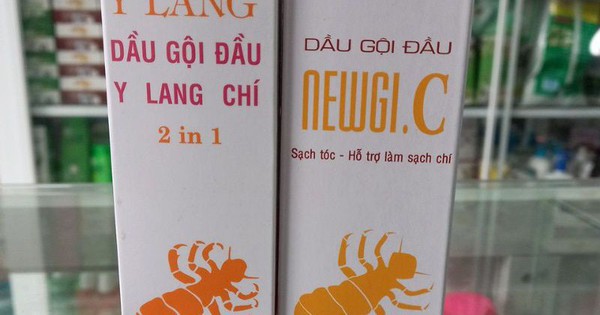 Y LANG
DẦU GỘI ĐẦU
Y LANG CHÍ
2 in 1
DẦU GỘI ĐẦU
NEWGI.C
Sạch tóc - Hỗ trợ làm sạch chí